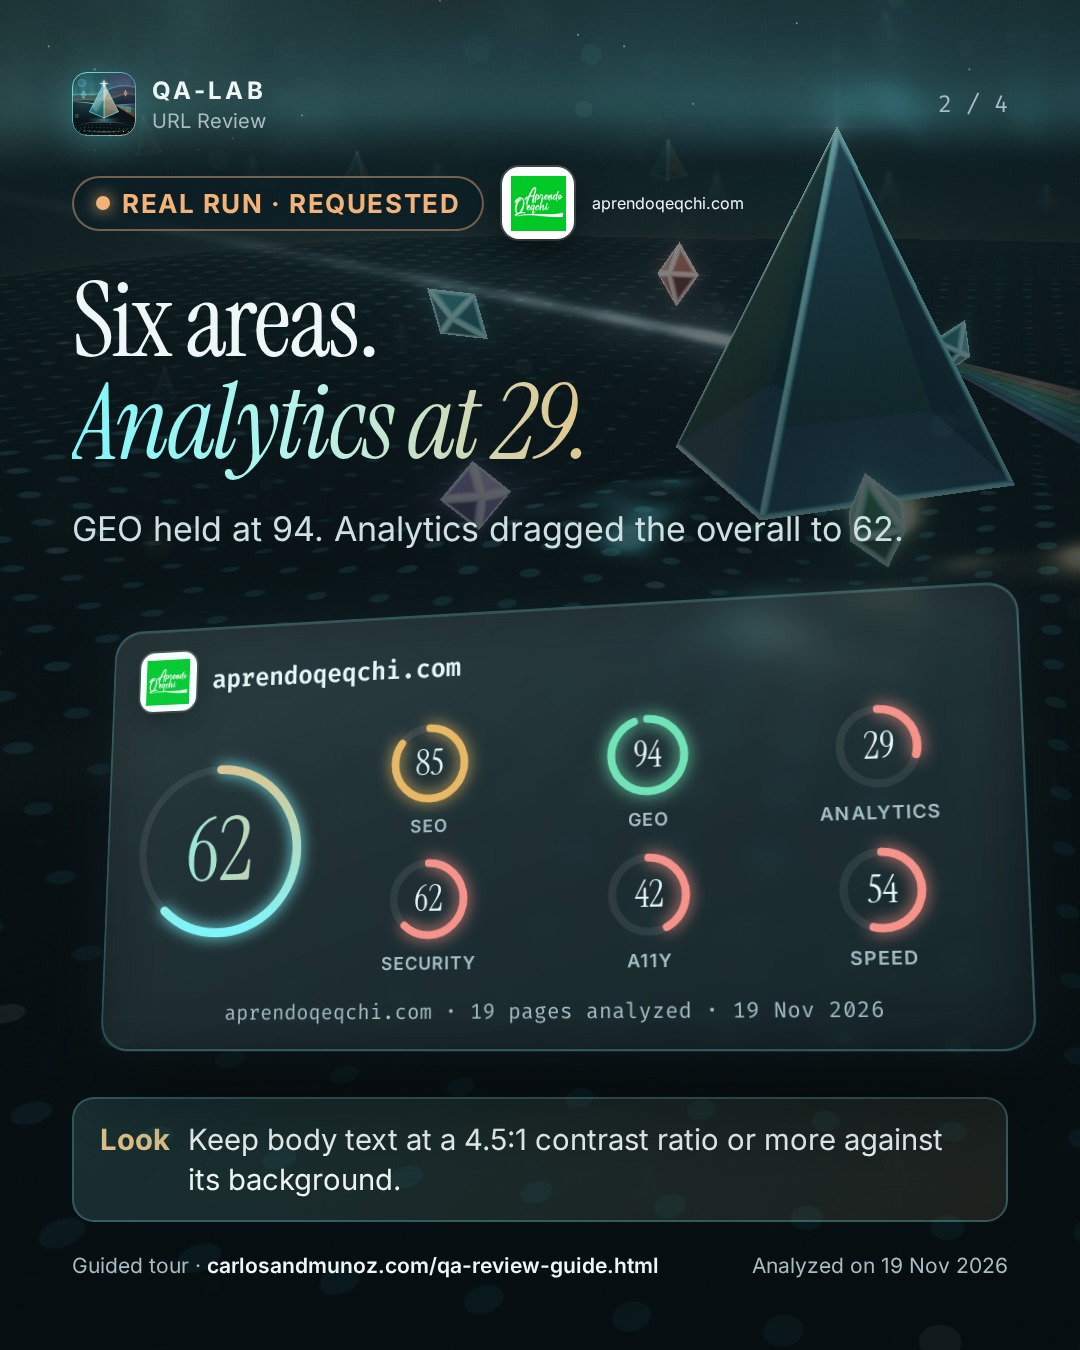 QA-LAB
URL Review
2 / 4
REAL RUN · REQUESTED
Aprendo
Q'eqchi
aprendoqeqchi.com
Six areas.
Analytics at 29.
GEO held at 94. Analytics dragged the overall to 62.
Aprendo
Q'eqchi
aprendoqeqchi.com
62
85
SEO
94
GEO
29
ANALYTICS
62
SECURITY
42
A11Y
54
SPEED
aprendoqeqchi.com · 19 pages analyzed · 19 Nov 2026
Look Keep body text at a 4.5:1 contrast ratio or more against
its background.
Guided tour · carlosandmunoz.com/qa-review-guide.html
Analyzed on 19 Nov 2026